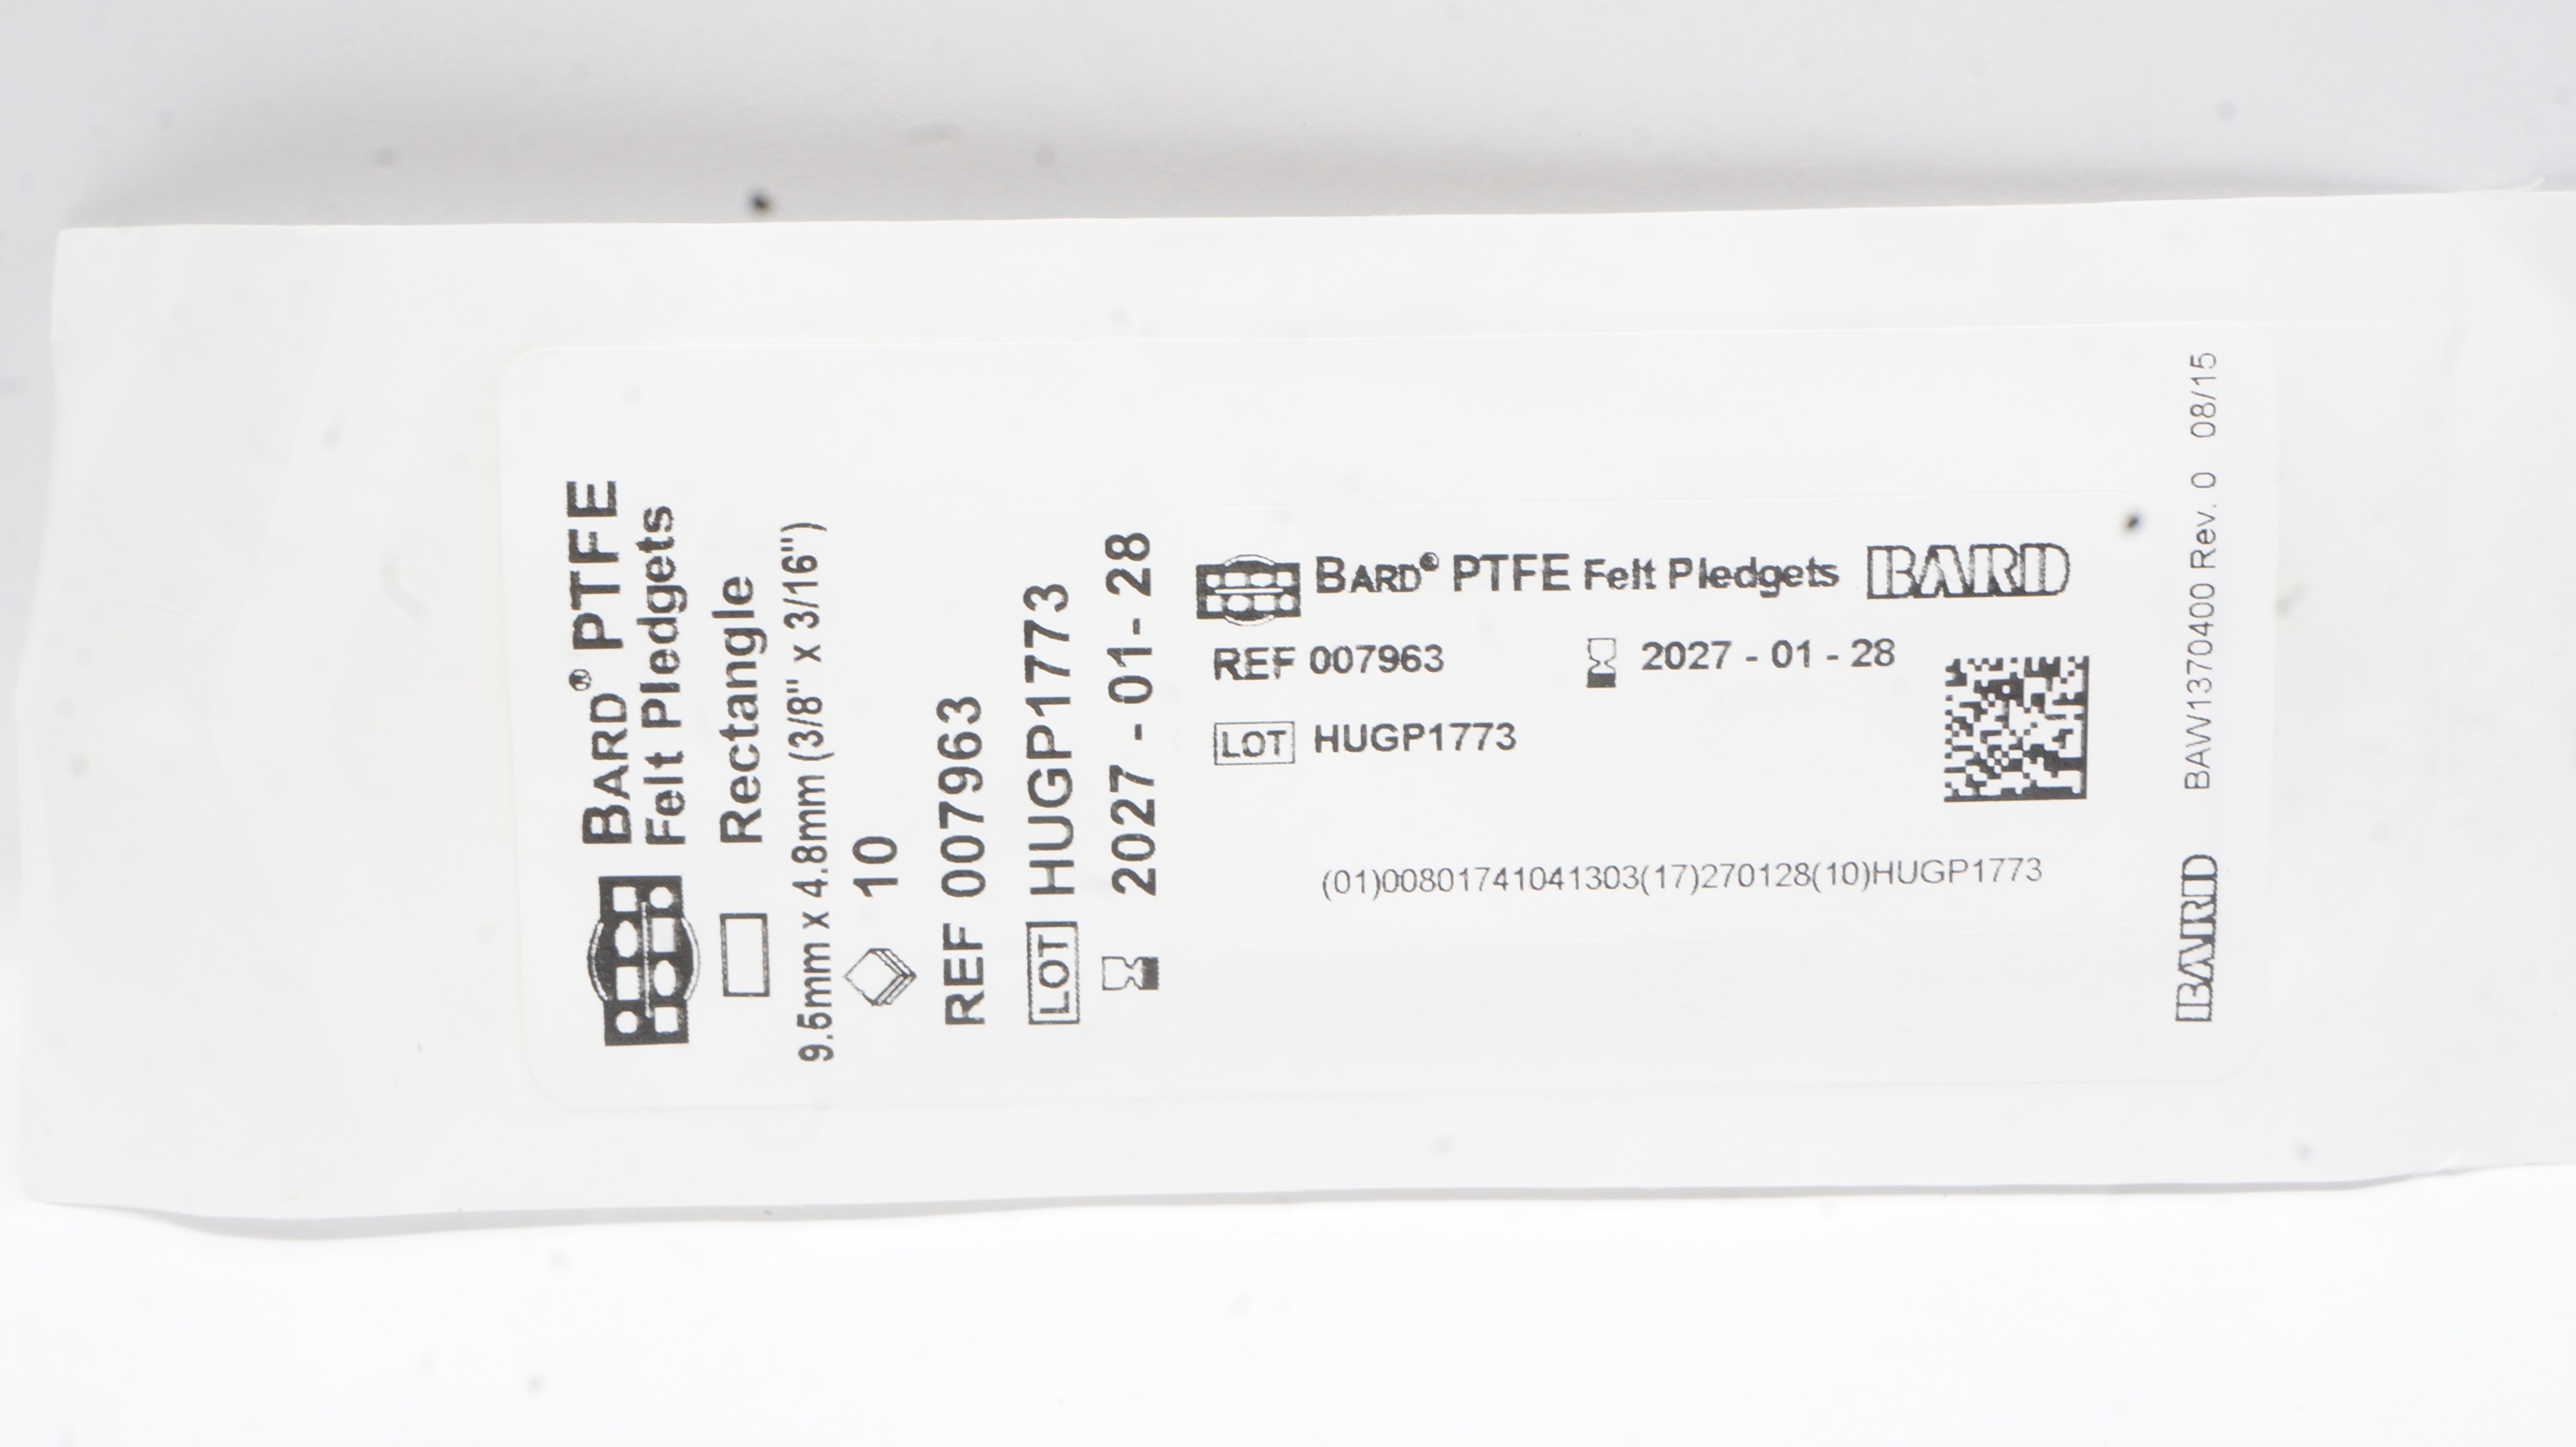 BARD® PTFE
Felt Pledgets
Rectangle
9.5mm x 4.8mm (3/8" x 3/16")
10
REF 007963
LOT HUGP1773
2027 - 01- 28
BARD® PTFE Felt Pledgets BARD
REF 007963 2027 - 01 - 28
LOT HUGP1773
(01)00801741041303(17)270128(10)HUGP1773
BARD BAW1370400 Rev. 0 08/15